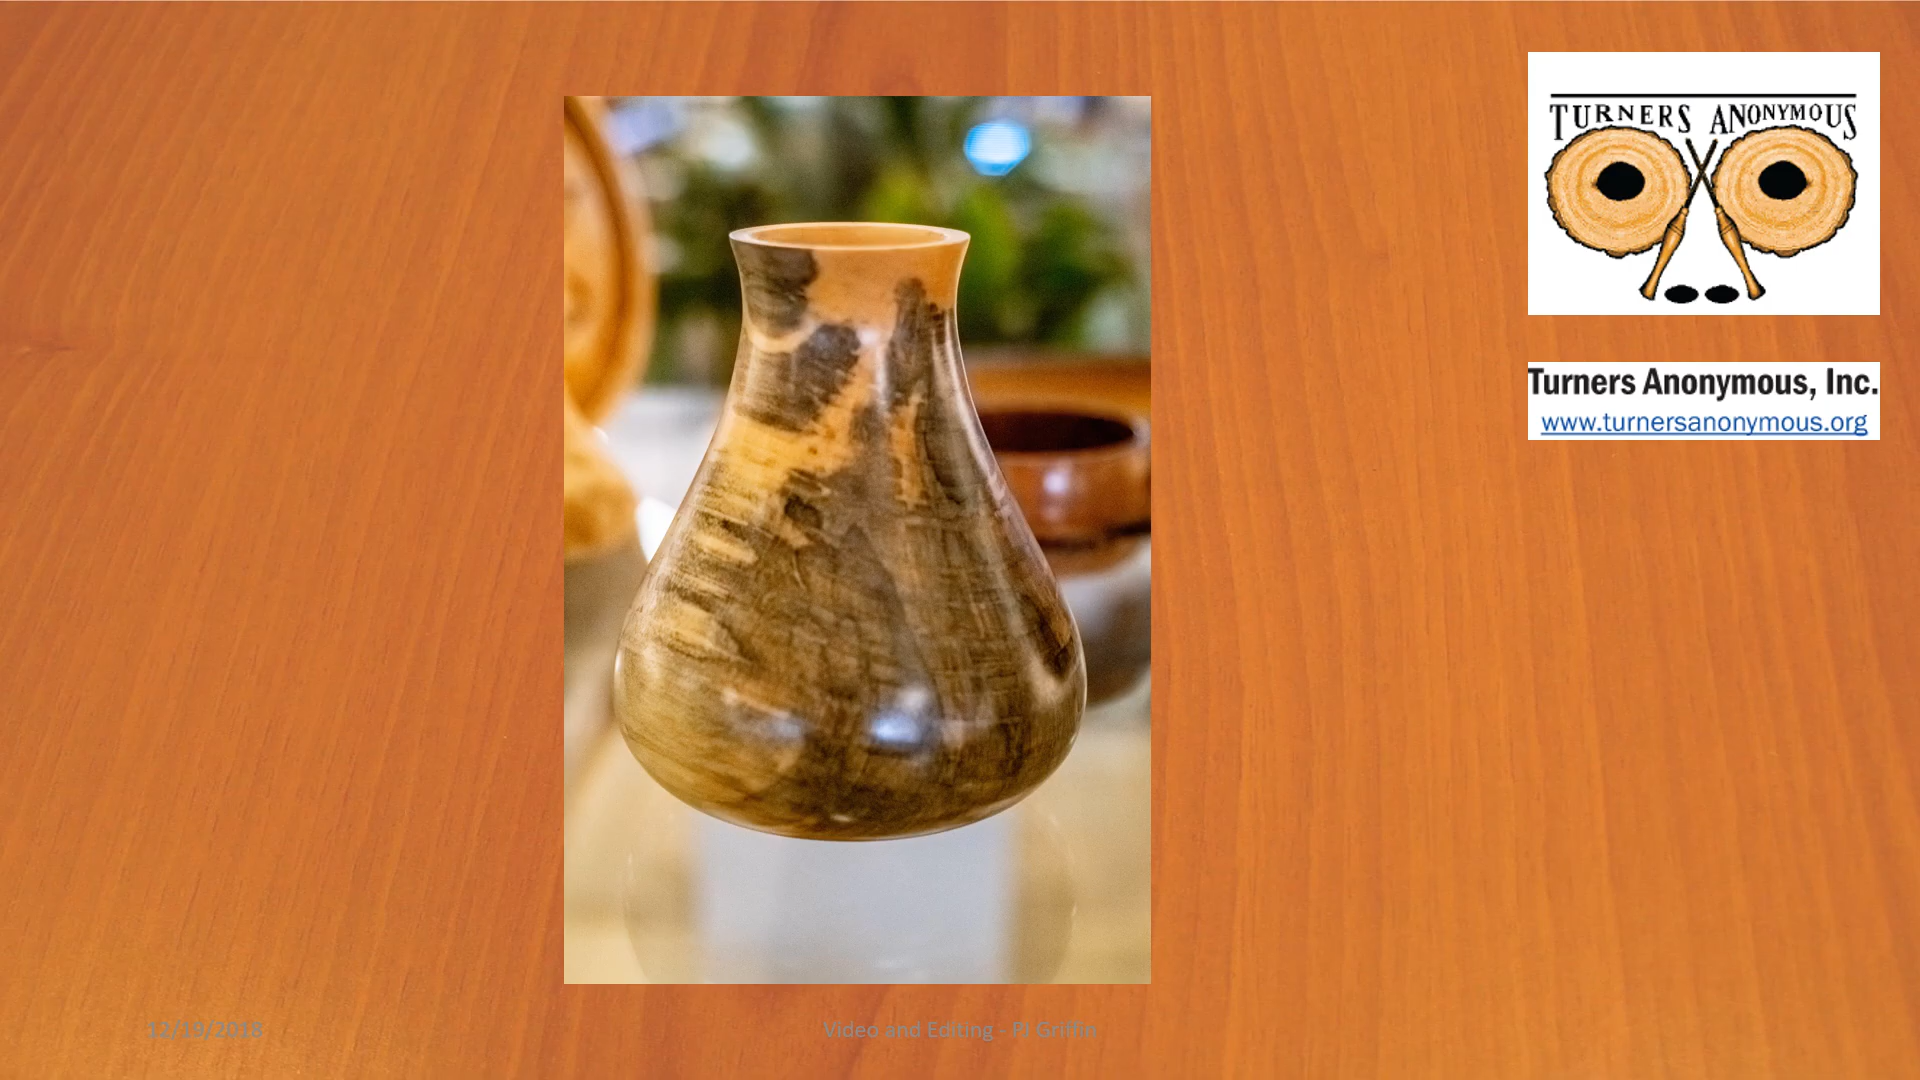 TURNERS ANONYMOUS
Turners Anonymous, Inc.
www.turnersanonymous.org
12/19/2018
Video and Editing - PJ Griffin